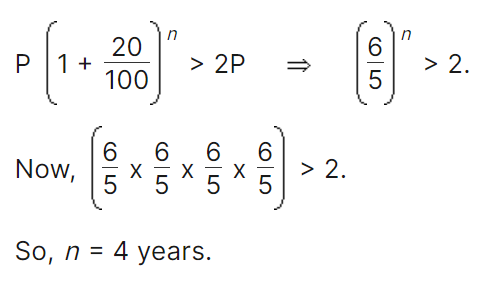 P (1 + 20/100)^n > 2P ⇒ (6/5)^n > 2.
Now, (6/5 x 6/5 x 6/5 x 6/5) > 2.
So, n = 4 years.